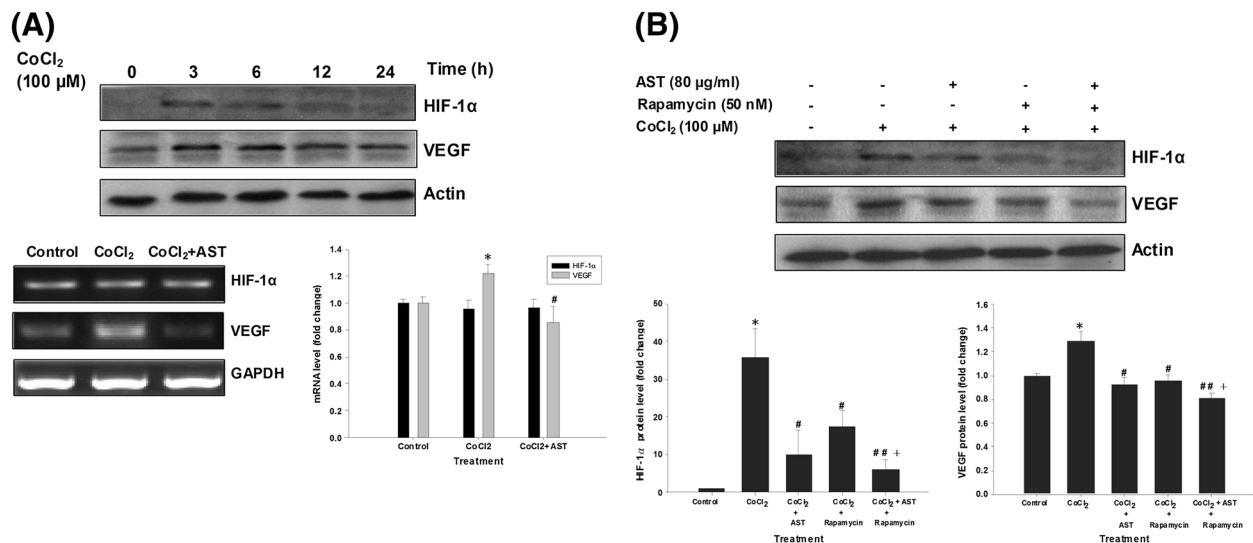 (A)
CoCl₂
(100 µM)
0 3 6 12 24 Time (h)
HIF-1α
VEGF
Actin
Control CoCl₂ CoCl₂+AST
HIF-1α
VEGF
GAPDH
mRNA level (fold change)
1.4
1.2
1.0
0.8
0.6
0.4
0.2
0.0
HIF-1α
VEGF
*
#
Control CoCl2 CoCl2+AST
Treatment
(B)
AST (80 µg/ml) - - + - +
Rapamycin (50 nM) - - - + +
CoCl₂ (100 µM) - + + + +
HIF-1α
VEGF
Actin
HIF-1α protein level (fold change)
50
40
30
20
10
0
*
#
#
## +
Control CoCl₂ CoCl₂ CoCl₂ CoCl₂ + AST
+ + +
AST Rapamycin Rapamycin
Treatment
VEGF protein level (fold change)
1.6
1.4
1.2
1.0
0.8
0.6
0.4
0.2
0.0
*
#
#
## +
Control CoCl₂ CoCl₂ CoCl₂ CoCl₂ + AST
+ + +
AST Rapamycin Rapamycin
Treatment